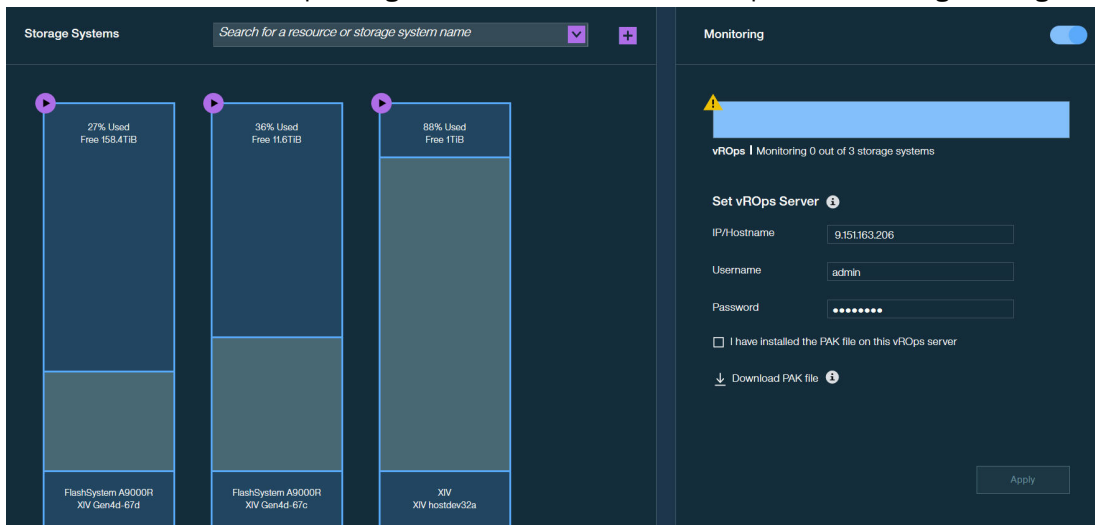 Storage Systems
Search for a resource or storage system name
Monitoring
27% Used
Free 158.4TiB
36% Used
Free 11.6TiB
88% Used
Free 1TiB
vROps | Monitoring 0 out of 3 storage systems
Set vROps Server
IP/Hostname
9.151.163.206
Username
admin
Password
I have installed the PAK file on this vROps server
Download PAK file
Apply
FlashSystem A9000R
XIV Gen4d-67d
FlashSystem A9000R
XIV Gen4d-67c
XIV
XIV hostdev32a